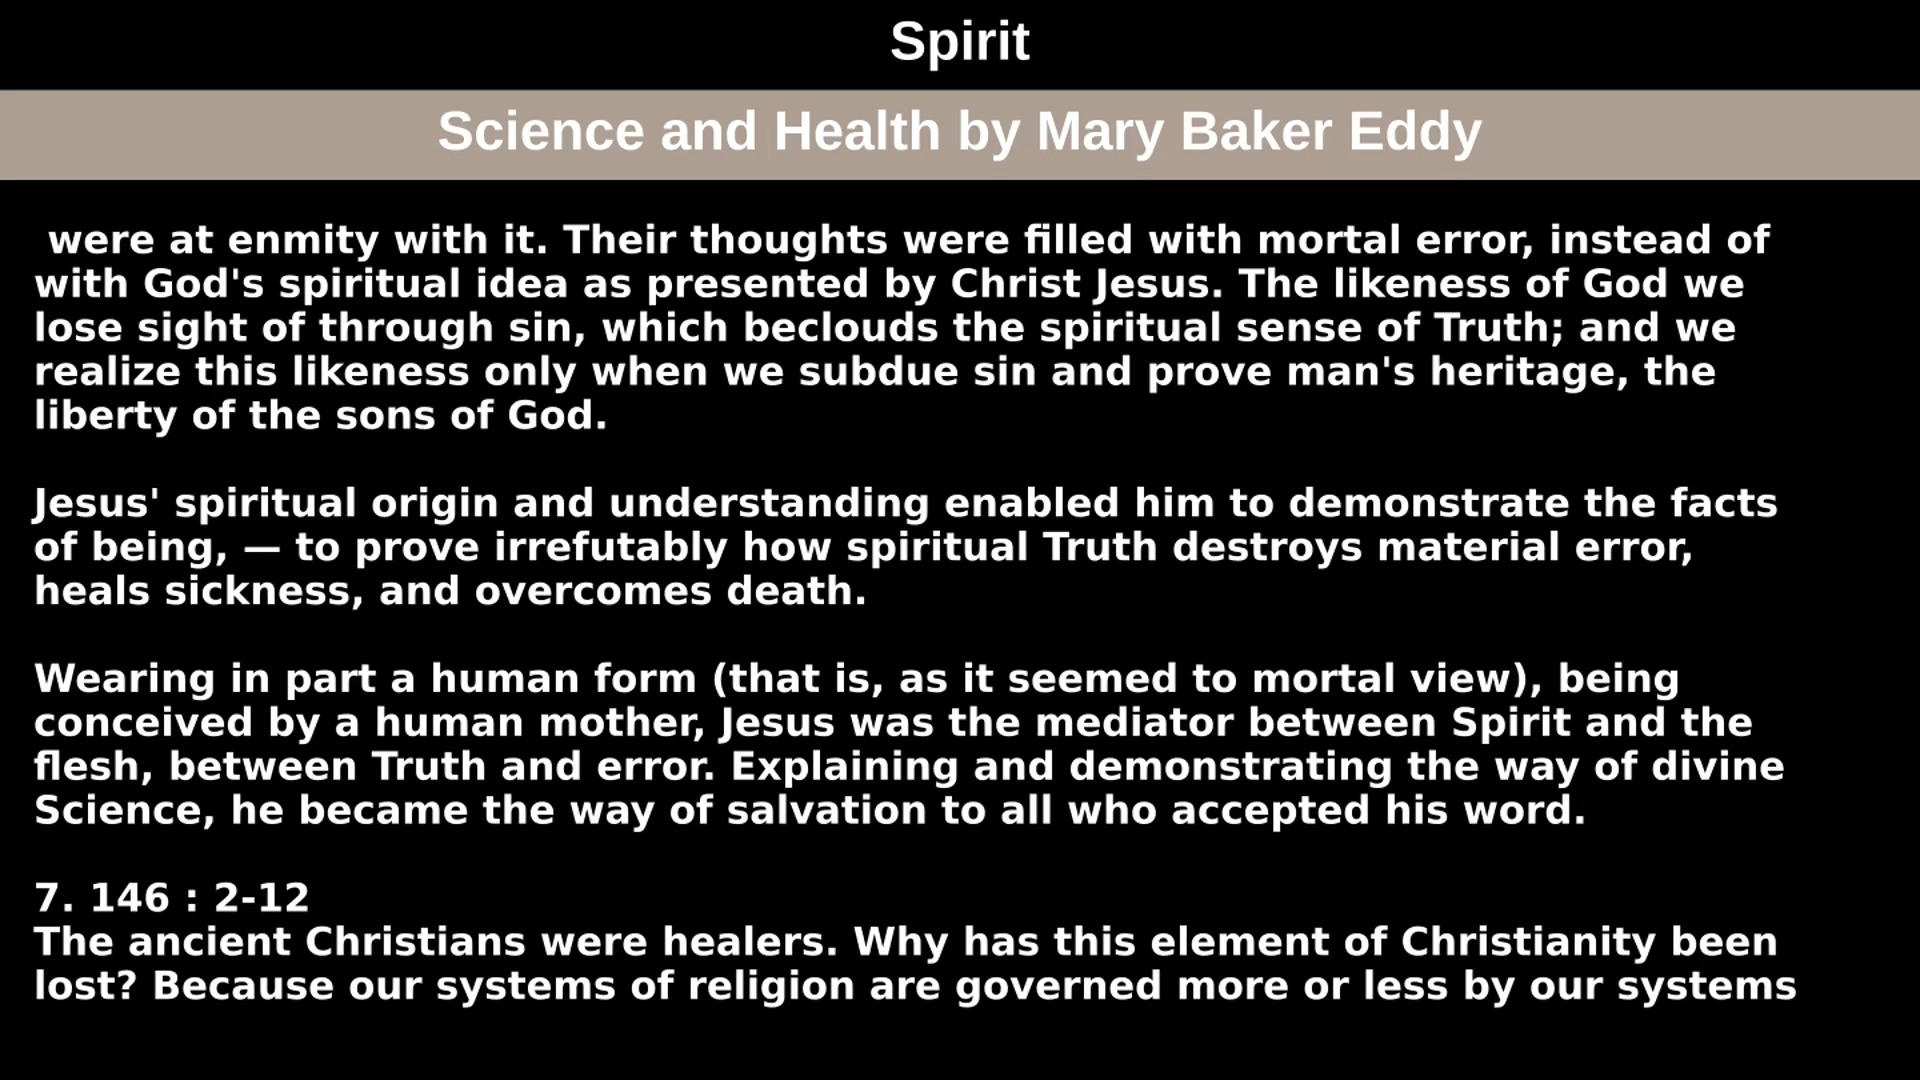 Spirit
Science and Health by Mary Baker Eddy
were at enmity with it. Their thoughts were filled with mortal error, instead of
with God's spiritual idea as presented by Christ Jesus. The likeness of God we
lose sight of through sin, which beclouds the spiritual sense of Truth; and we
realize this likeness only when we subdue sin and prove man's heritage, the
liberty of the sons of God.
Jesus' spiritual origin and understanding enabled him to demonstrate the facts
of being, — to prove irrefutably how spiritual Truth destroys material error,
heals sickness, and overcomes death.
Wearing in part a human form (that is, as it seemed to mortal view), being
conceived by a human mother, Jesus was the mediator between Spirit and the
flesh, between Truth and error. Explaining and demonstrating the way of divine
Science, he became the way of salvation to all who accepted his word.
7. 146 : 2-12
The ancient Christians were healers. Why has this element of Christianity been
lost? Because our systems of religion are governed more or less by our systems